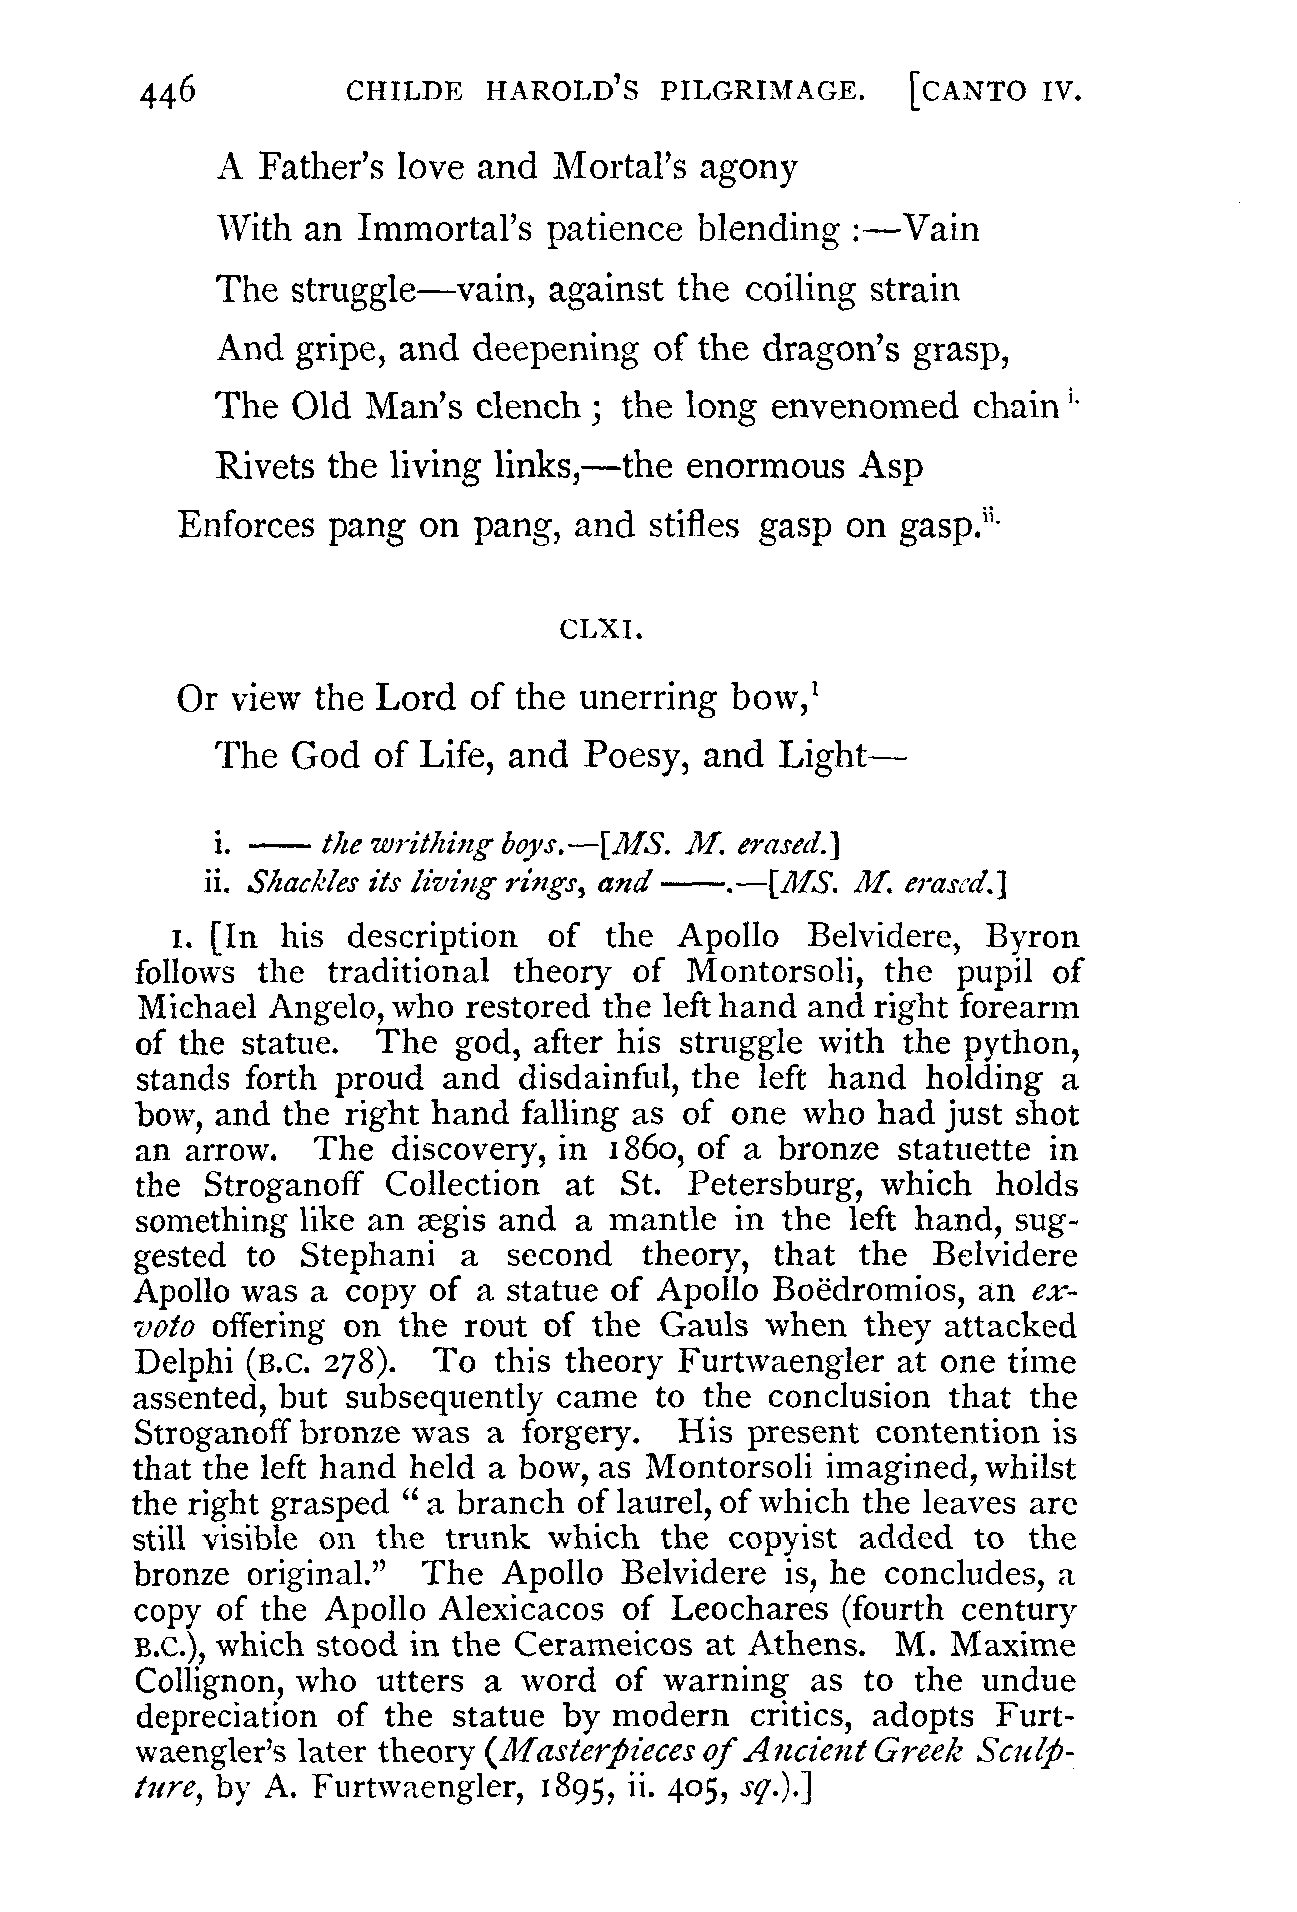 446 CHILDE HAROLD'S PILGRIMAGE. [CANTO IV.
A Father's love and Mortal's agony
With an Immortal's patience blending :—Vain
The struggle—vain, against the coiling strain
And gripe, and deepening of the dragon's grasp,
The Old Man's clench ; the long envenomed chain i.
Rivets the living links,—the enormous Asp
Enforces pang on pang, and stifles gasp on gasp.ii.
CLXI.
Or view the Lord of the unerring bow,¹
The God of Life, and Poesy, and Light—
i. —— the writhing boys.—[MS. M. erased.]
ii. Shackles its living rings, and ——.—[MS. M. erased.]
1. [In his description of the Apollo Belvidere, Byron
follows the traditional theory of Montorsoli, the pupil of
Michael Angelo, who restored the left hand and right forearm
of the statue. The god, after his struggle with the python,
stands forth proud and disdainful, the left hand holding a
bow, and the right hand falling as of one who had just shot
an arrow. The discovery, in 1860, of a bronze statuette in
the Stroganoff Collection at St. Petersburg, which holds
something like an ægis and a mantle in the left hand, sug-
gested to Stephani a second theory, that the Belvidere
Apollo was a copy of a statue of Apollo Boëdromios, an ex-
voto offering on the rout of the Gauls when they attacked
Delphi (B.C. 278). To this theory Furtwaengler at one time
assented, but subsequently came to the conclusion that the
Stroganoff bronze was a forgery. His present contention is
that the left hand held a bow, as Montorsoli imagined, whilst
the right grasped " a branch of laurel, of which the leaves are
still visible on the trunk which the copyist added to the
bronze original." The Apollo Belvidere is, he concludes, a
copy of the Apollo Alexicacos of Leochares (fourth century
B.C.), which stood in the Cerameicos at Athens. M. Maxime
Collignon, who utters a word of warning as to the undue
depreciation of the statue by modern critics, adopts Furt-
waengler's later theory (Masterpieces of Ancient Greek Sculp-
ture, by A. Furtwaengler, 1895, ii. 405, sq.).]